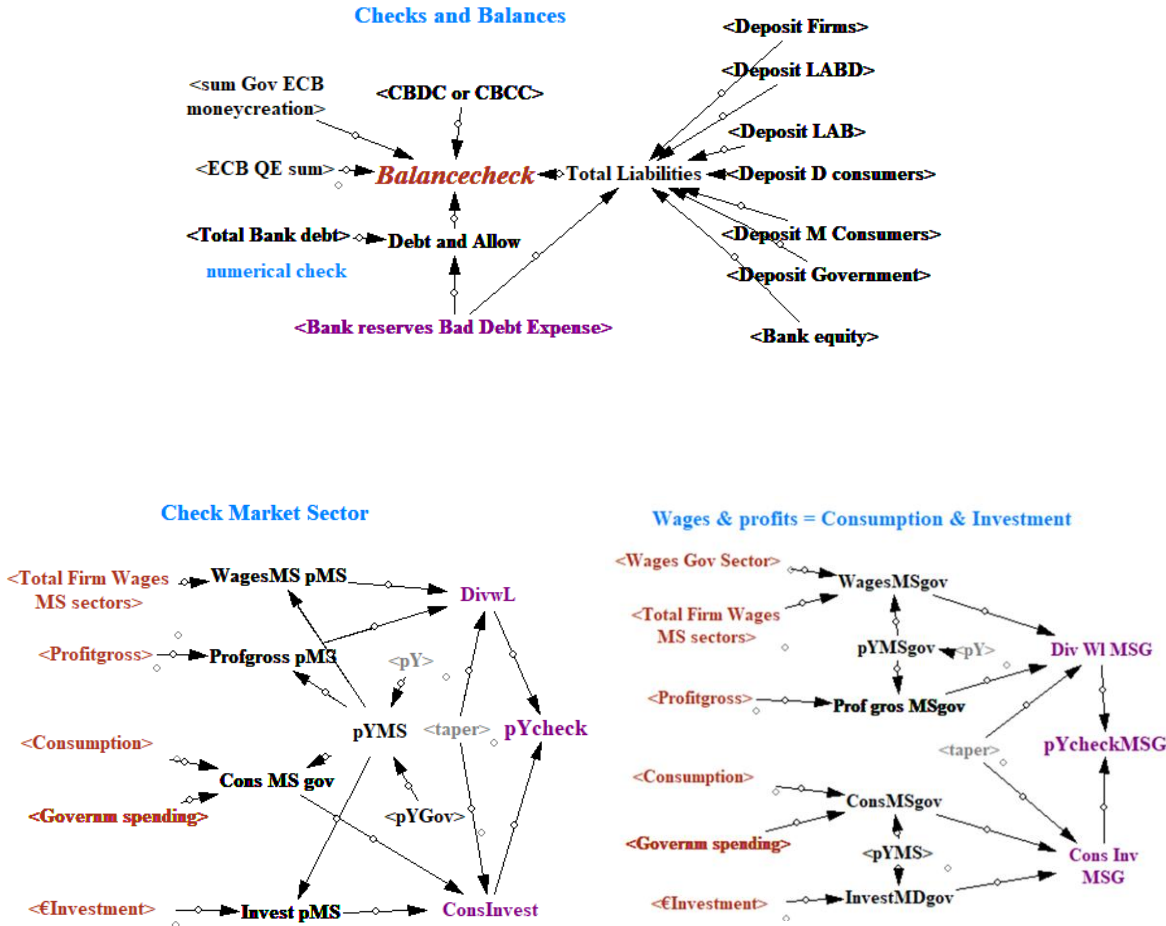 Checks and Balances
<Deposit Firms>
<sum Gov ECB
moneycreation>
<CBDC or CBCC>
<Deposit LABD>
<Deposit LAB>
<ECB QE sum>
Balancecheck
Total Liabilities
<Deposit D consumers>
<Total Bank debt>
Debt and Allow
<Deposit M Consumers>
numerical check
<Deposit Government>
<Bank reserves Bad Debt Expense>
<Bank equity>
Check Market Sector
<Total Firm Wages
MS sectors>
WagesMS pMS
DivwL
<Profitgross>
Profgross pMS
<pY>
pYMS
<taper>
pYcheck
<Consumption>
Cons MS gov
<Governm spending>
<pYGov>
<€Investment>
Invest pMS
ConsInvest
Wages & profits = Consumption & Investment
<Wages Gov Sector>
WagesMSgov
<Total Firm Wages
MS sectors>
pYMSgov
<pY>
Div Wl MSG
<Profitgross>
Prof gros MSgov
<taper>
pYcheckMSG
<Consumption>
ConsMSgov
<Governm spending>
<pYMS>
Cons Inv
MSG
<€Investment>
InvestMDgov